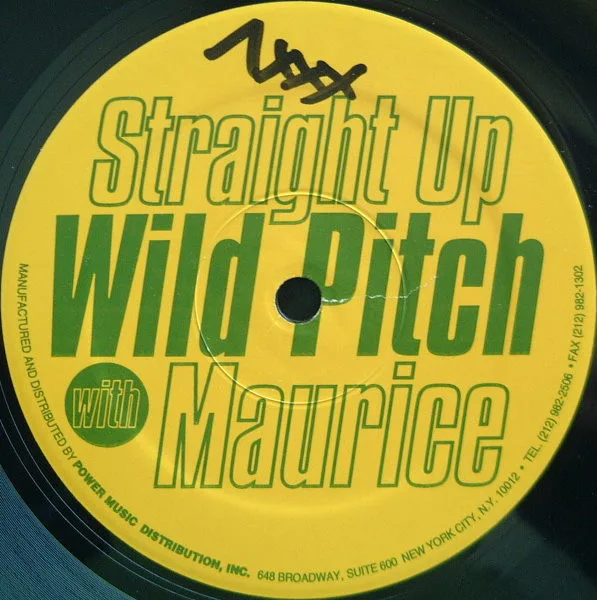 Straight Up
Wild Pitch
with
Maurice
MANUFACTURED AND DISTRIBUTED BY POWER MUSIC DISTRIBUTION, INC. 648 BROADWAY, SUITE 600 NEW YORK CITY, N.Y. 10012 • TEL. (212) 982-2506 • FAX (212) 982-1302